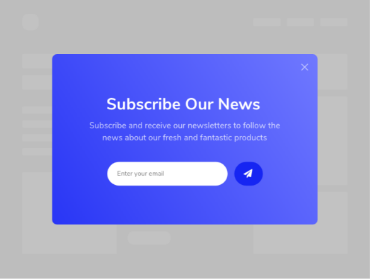 Subscribe Our News
Subscribe and receive our newsletters to follow the
news about our fresh and fantastic products
Enter your email